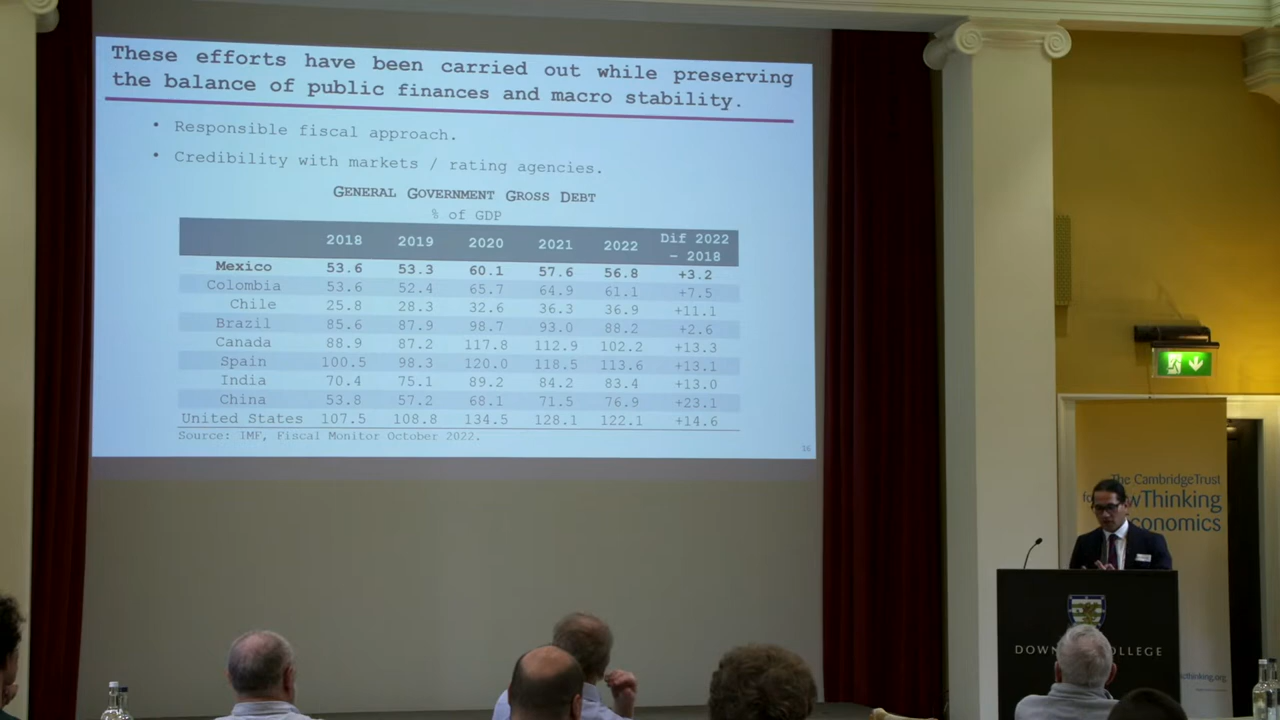 These efforts have been carried out while preserving
the balance of public finances and macro stability.
• Responsible fiscal approach.
• Credibility with markets / rating agencies.
GENERAL GOVERNMENT GROSS DEBT
% of GDP
2018 2019 2020 2021 2022 Dif 2022 – 2018
Mexico 53.6 53.3 60.1 57.6 56.8 +3.2
Colombia 53.6 52.4 65.7 64.9 61.1 +7.5
Chile 25.8 28.3 32.6 36.3 36.9 +11.1
Brazil 85.6 87.9 98.7 93.0 88.2 +2.6
Canada 88.9 87.2 117.8 112.9 102.2 +13.3
Spain 100.5 98.3 120.0 118.5 113.6 +13.1
India 70.4 75.1 89.2 84.2 83.4 +13.0
China 53.8 57.2 68.1 71.5 76.9 +23.1
United States 107.5 108.8 134.5 128.1 122.1 +14.6
Source: IMF, Fiscal Monitor October 2022.
16
The CambridgeTrust
wThinking
conomics
DOWN OLLEGE
cthinking.org